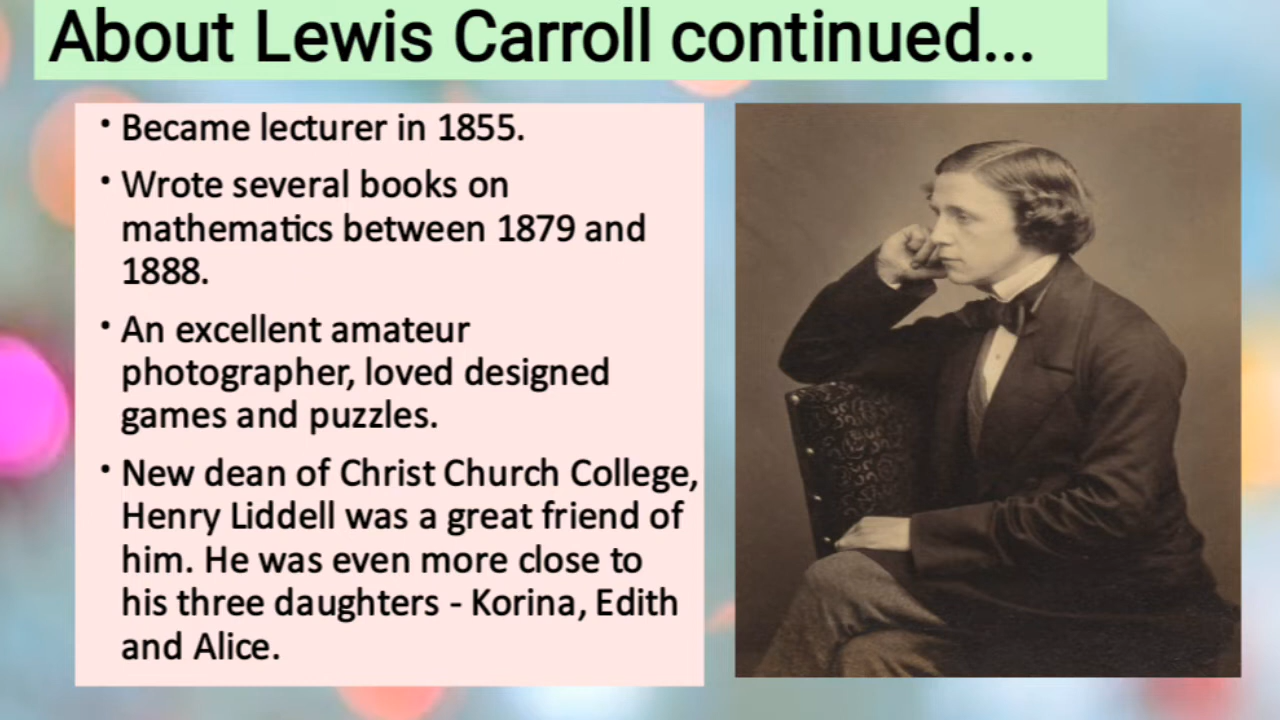 About Lewis Carroll continued...
• Became lecturer in 1855.
• Wrote several books on
mathematics between 1879 and
1888.
• An excellent amateur
photographer, loved designed
games and puzzles.
• New dean of Christ Church College,
Henry Liddell was a great friend of
him. He was even more close to
his three daughters - Korina, Edith
and Alice.